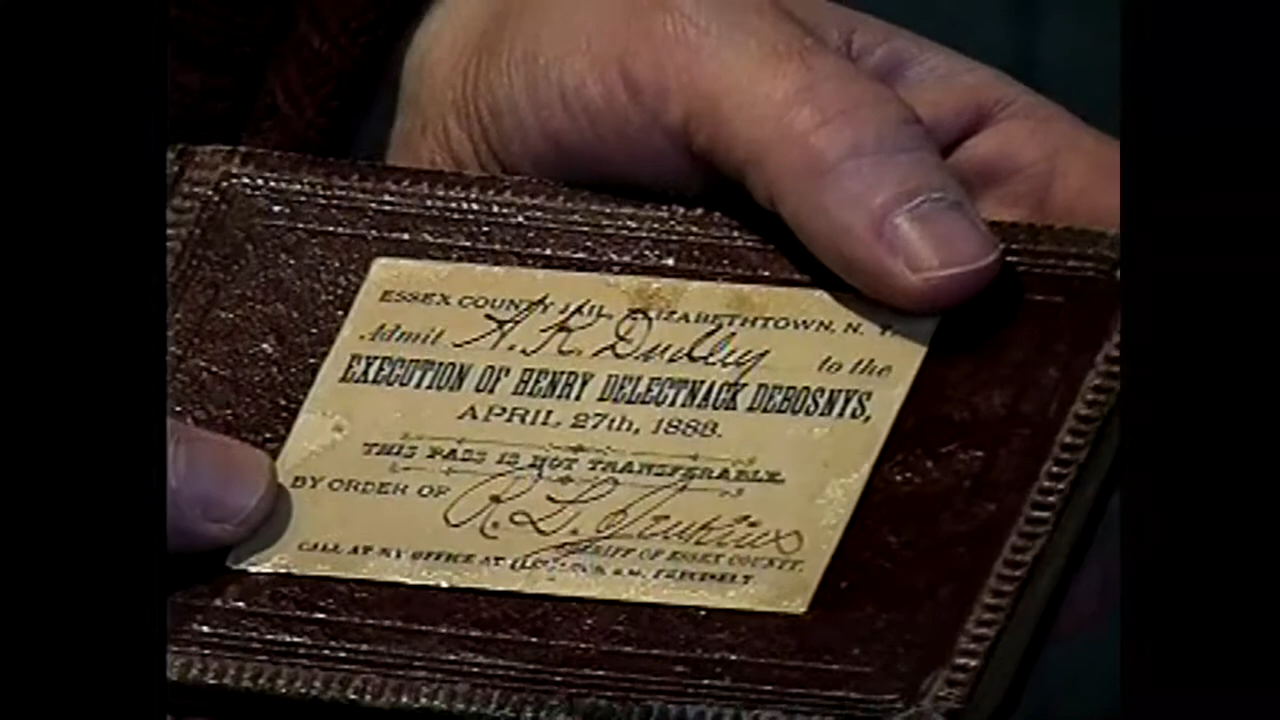 ESSEX COUNTY JAIL, ELIZABETHTOWN, N. Y.
Admit A. K. Dudley to the
EXECUTION OF HENRY DELECTNACK DEBOSNYS,
APRIL 27th, 1883.
THIS PASS IS NOT TRANSFERABLE.
BY ORDER OF R. L. Jenkins
SHERIFF OF ESSEX COUNTY.
CALL AT MY OFFICE AT